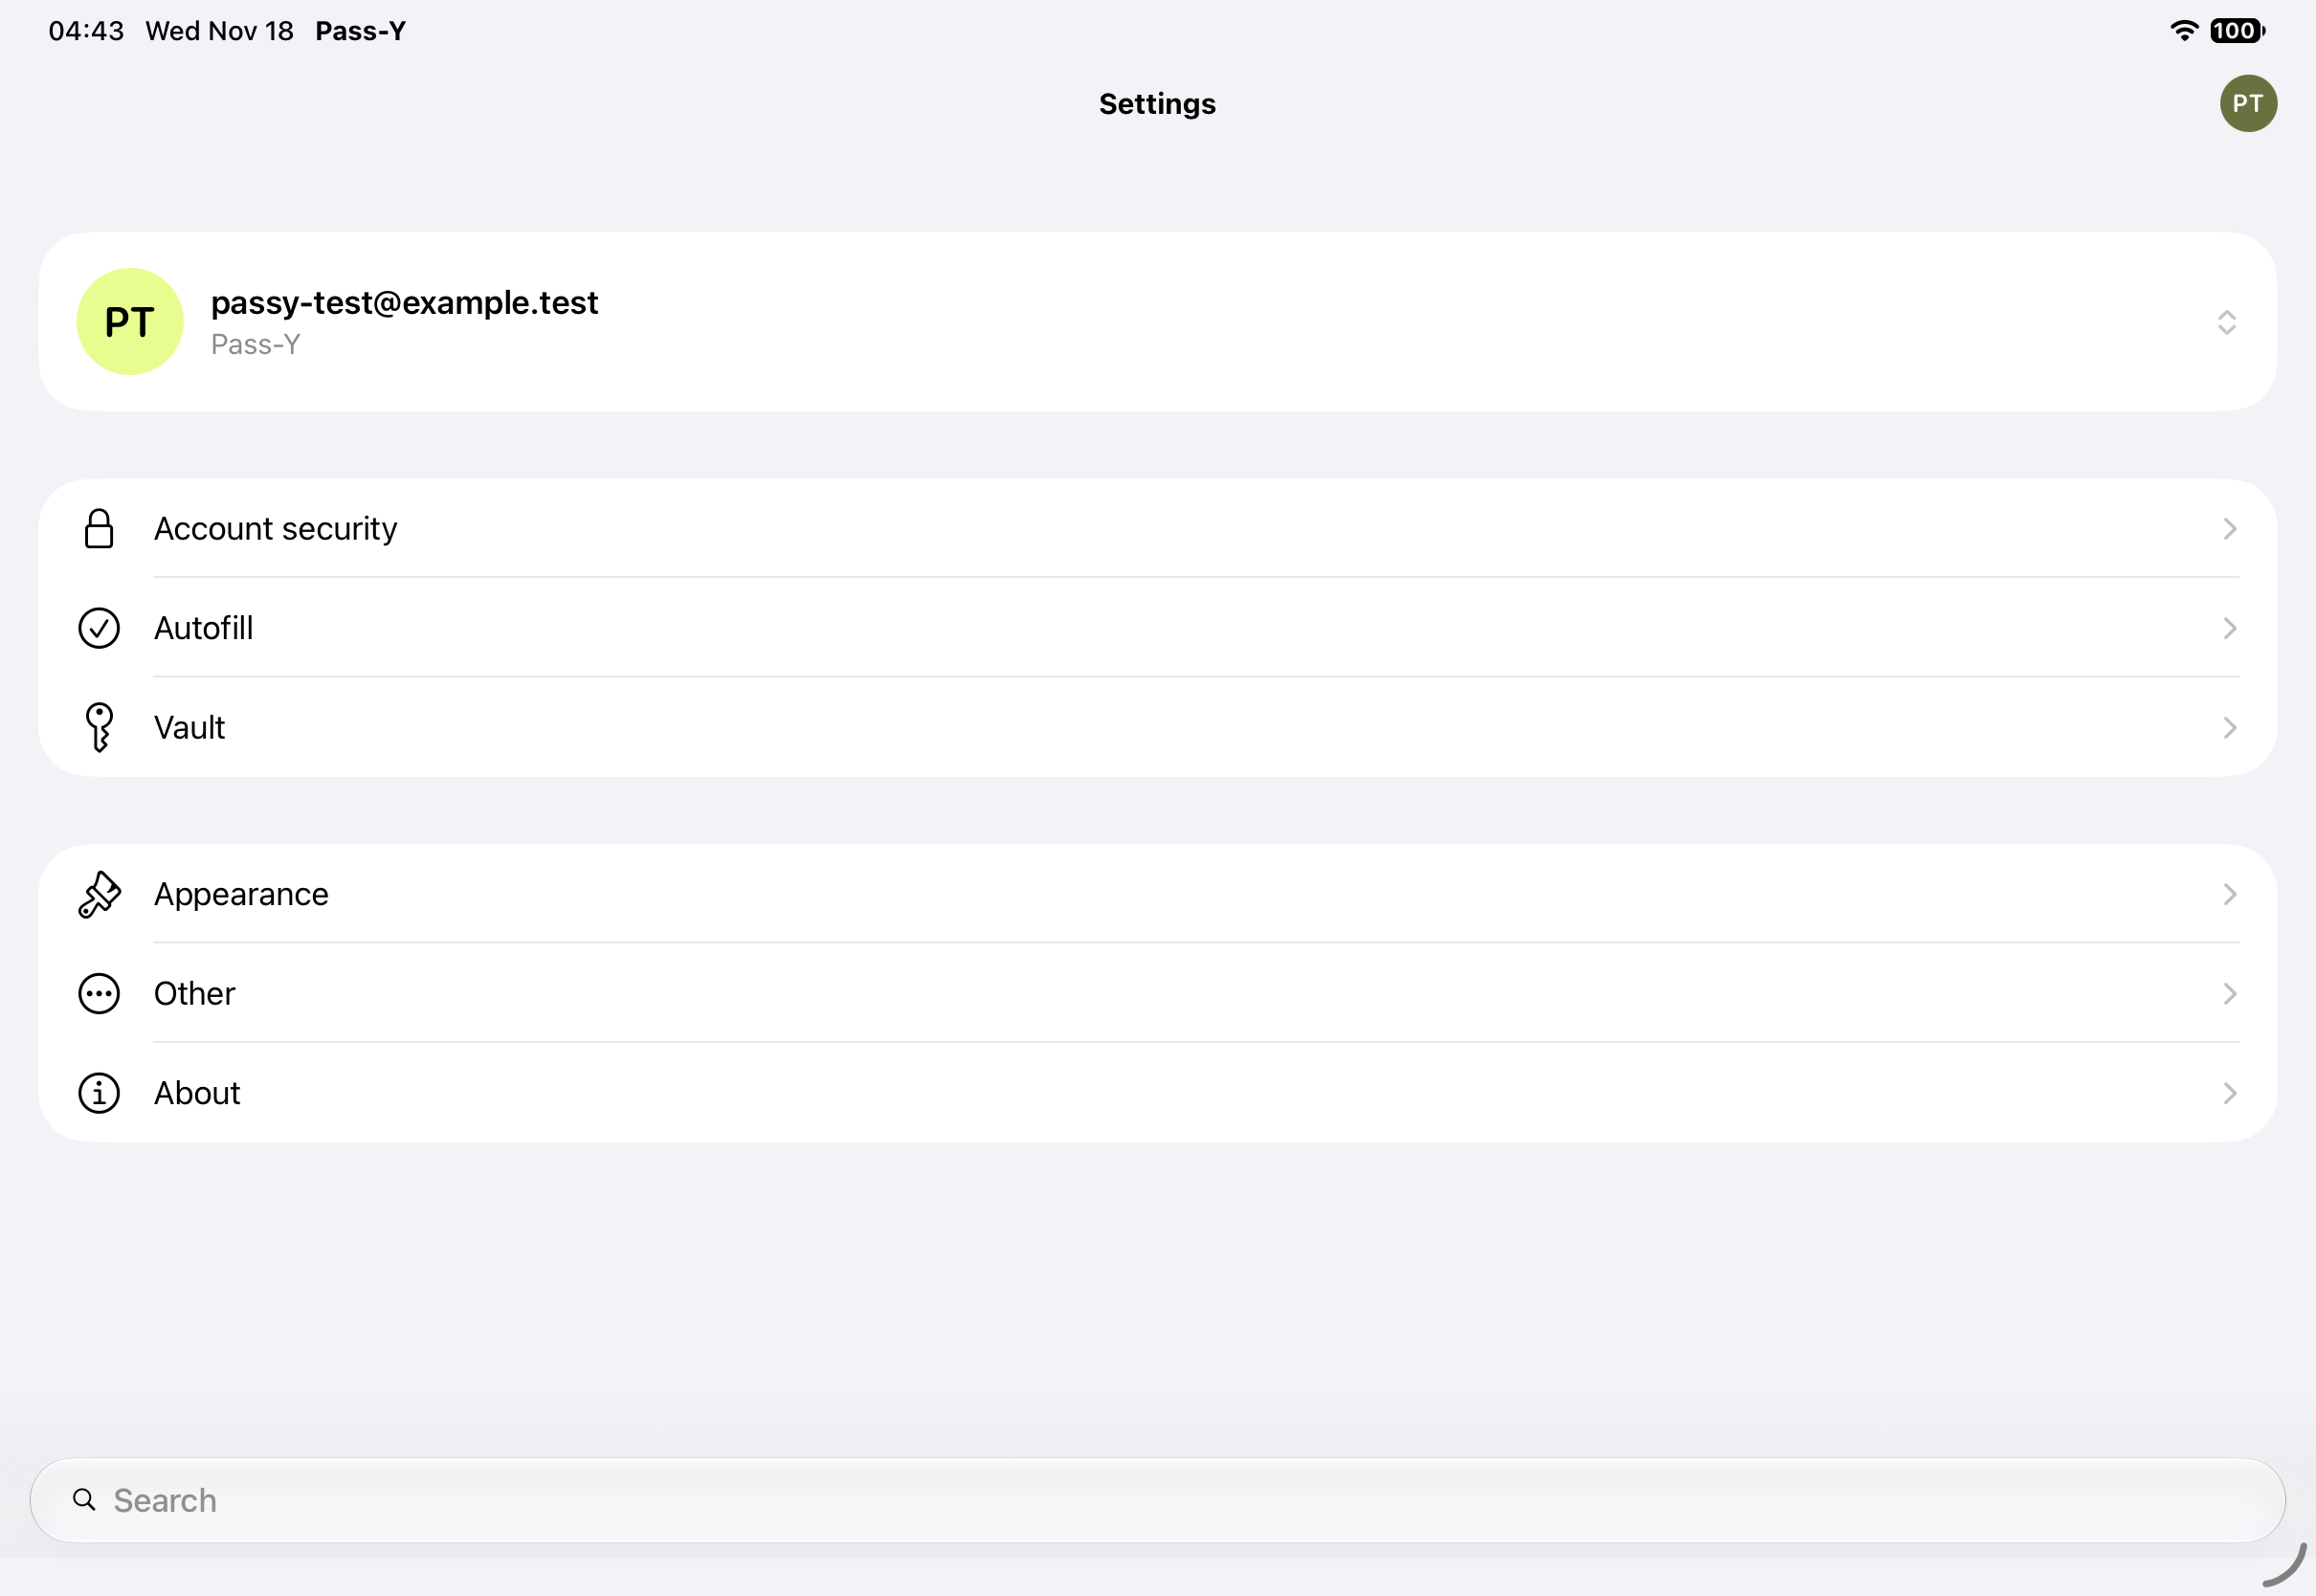 04:43 Wed Nov 18 Pass-Y
100
Settings
PT
PT
passy-test@example.test
Pass-Y
Account security
Autofill
Vault
Appearance
Other
About
Search